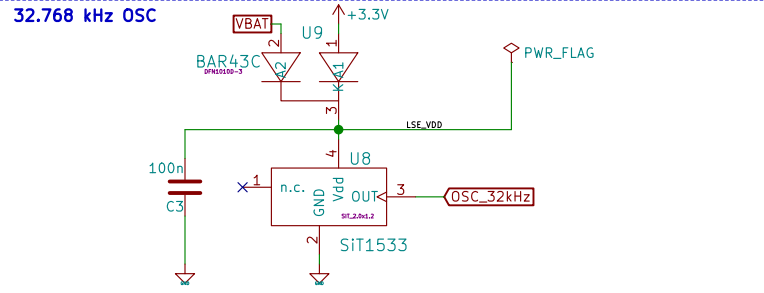 32.768 kHz OSC
VBAT
+3.3V
U9
2
1
PWR_FLAG
BAR43C
DFN1010D-3
A2
A1
K
3
LSE_VDD
4
U8
100n
1
n.c.
Vdd
OUT
3
OSC_32kHz
GND
C3
SiT_2.0x1.2
2
SiT1533